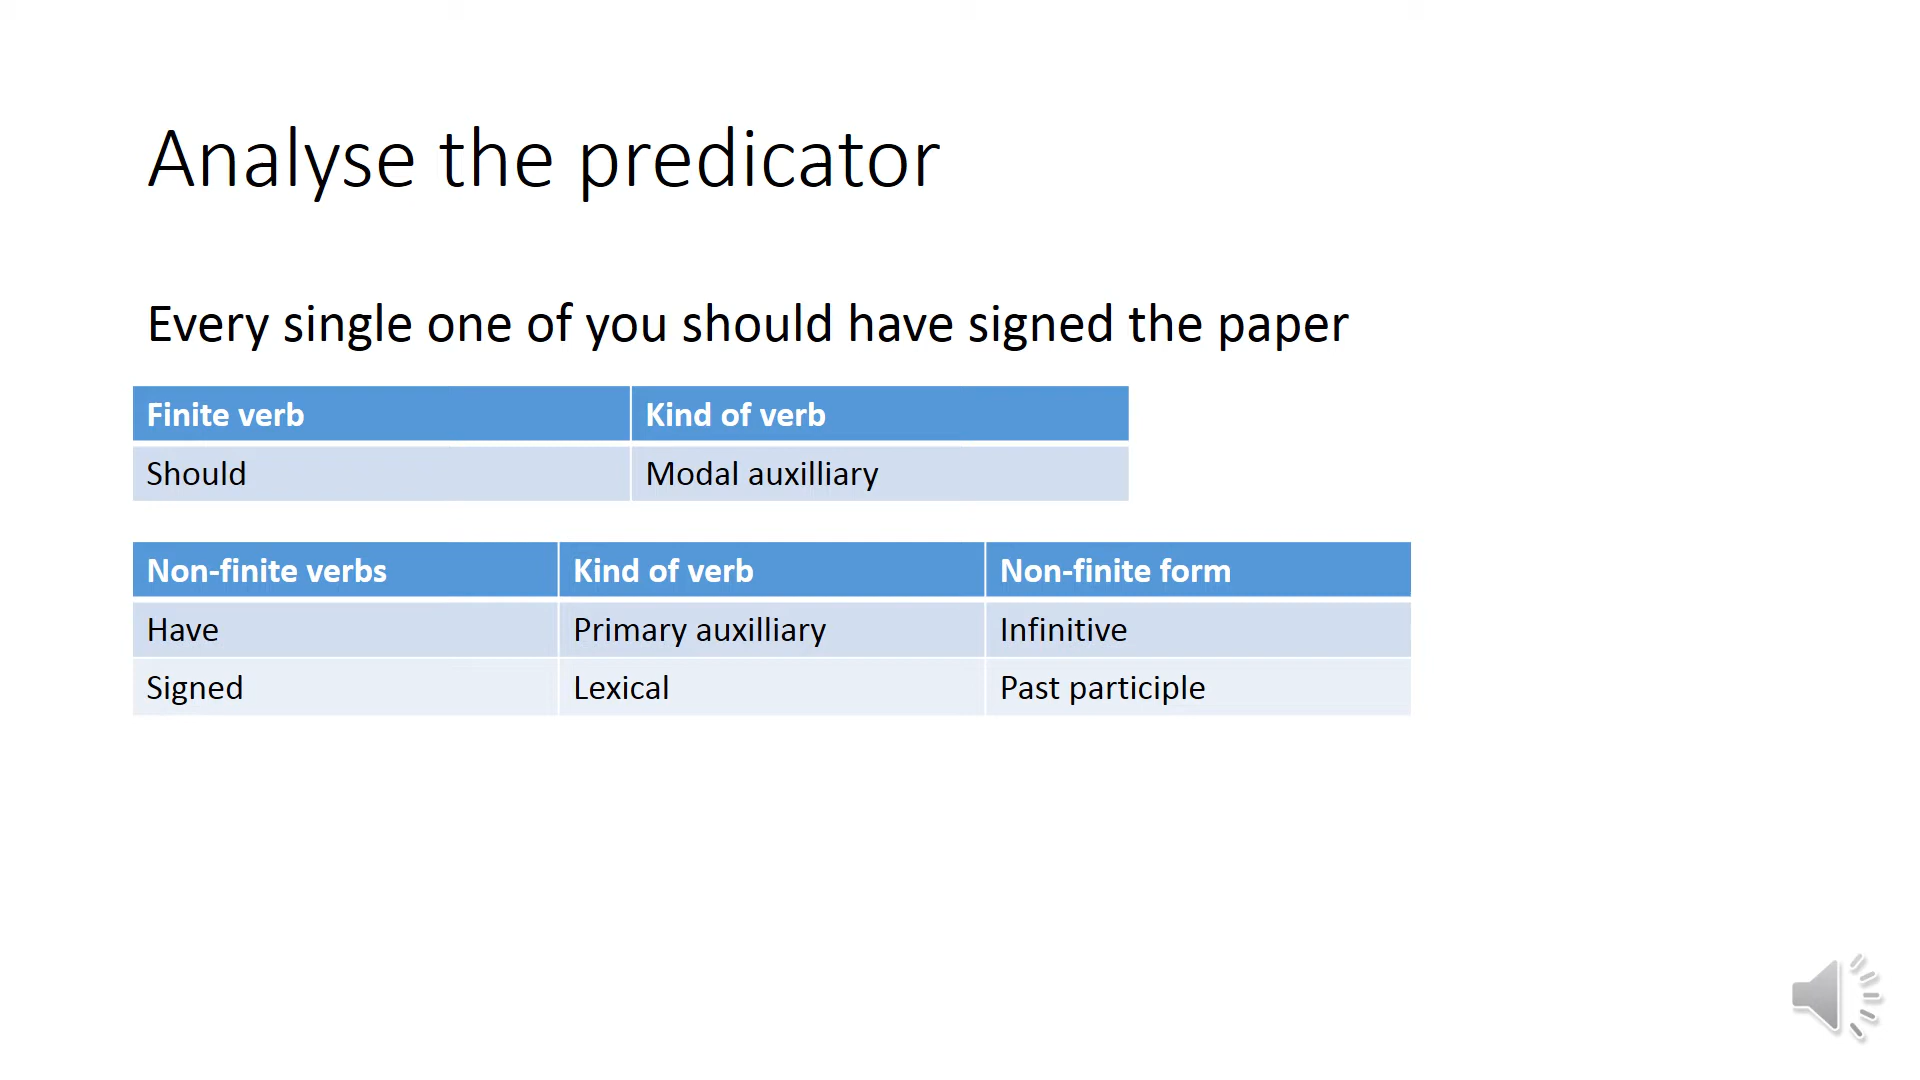 Analyse the predicator
Every single one of you should have signed the paper
Finite verb Kind of verb
Should Modal auxilliary
Non-finite verbs Kind of verb Non-finite form
Have Primary auxilliary Infinitive
Signed Lexical Past participle